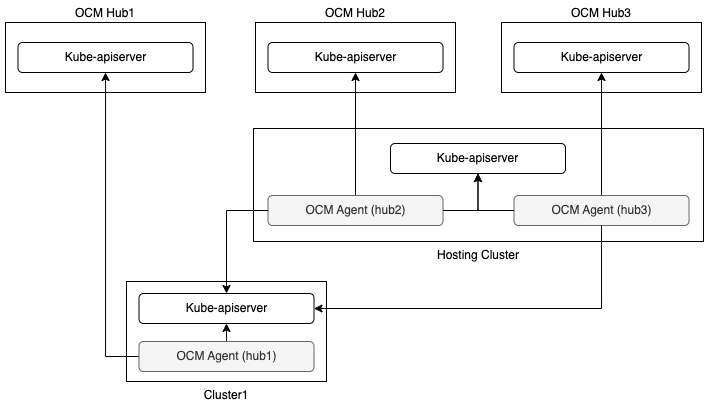 OCM Hub1
OCM Hub2
OCM Hub3
Kube-apiserver
Kube-apiserver
Kube-apiserver
Kube-apiserver
OCM Agent (hub2)
OCM Agent (hub3)
Hosting Cluster
Kube-apiserver
OCM Agent (hub1)
Cluster1